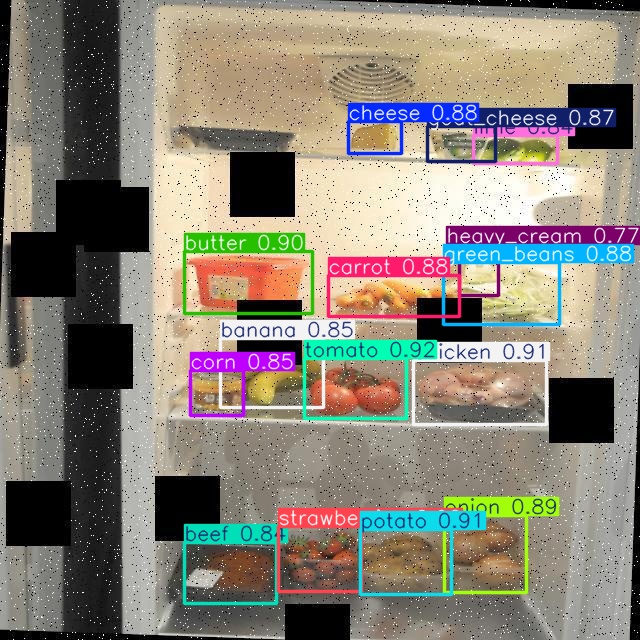 cheese 0.88
_cheese 0.87
lime 0.84
heavy_cream 0.77
butter 0.90
green_beans 0.88
carrot 0.88
banana 0.85
tomato 0.92
icken 0.91
corn 0.85
onion 0.89
strawbe
potato 0.91
beef 0.84